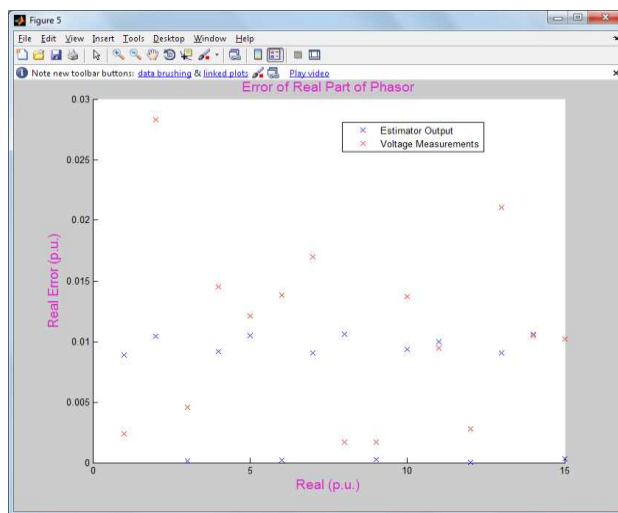 Figure 5
File Edit View Insert Tools Desktop Window Help
Note new toolbar buttons: data brushing & linked plots Play video
Error of Real Part of Phasor
Estimator Output
Voltage Measurements
Real Error (p.u.)
0.03
0.025
0.02
0.015
0.01
0.005
0
0 5 10 15
Real (p.u.)